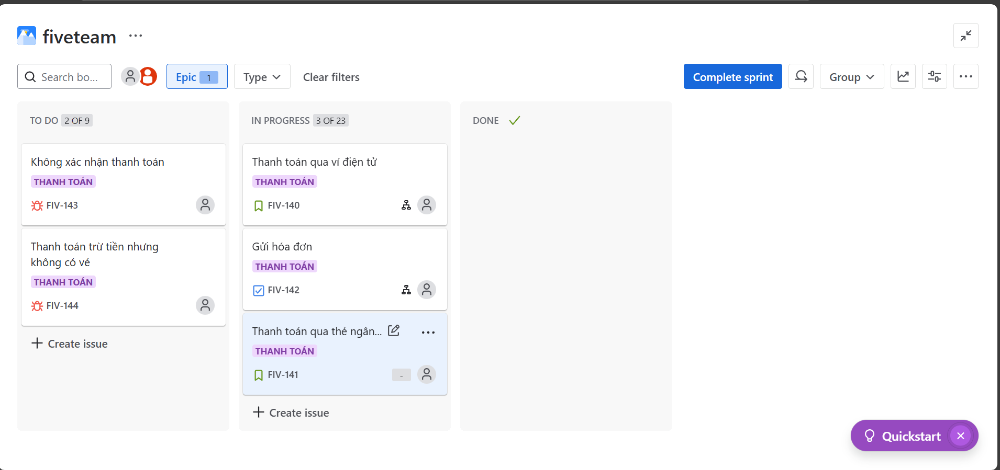 fiveteam
Search bo...
Epic 1
Type
Clear filters
Complete sprint
Group
TO DO 2 OF 9
Không xác nhận thanh toán
THANH TOÁN
FIV-143
Thanh toán trừ tiền nhưng
không có vé
THANH TOÁN
FIV-144
Create issue
IN PROGRESS 3 OF 23
Thanh toán qua ví điện tử
THANH TOÁN
FIV-140
Gửi hóa đơn
THANH TOÁN
FIV-142
Thanh toán qua thẻ ngân...
THANH TOÁN
FIV-141
-
Create issue
DONE
Quickstart